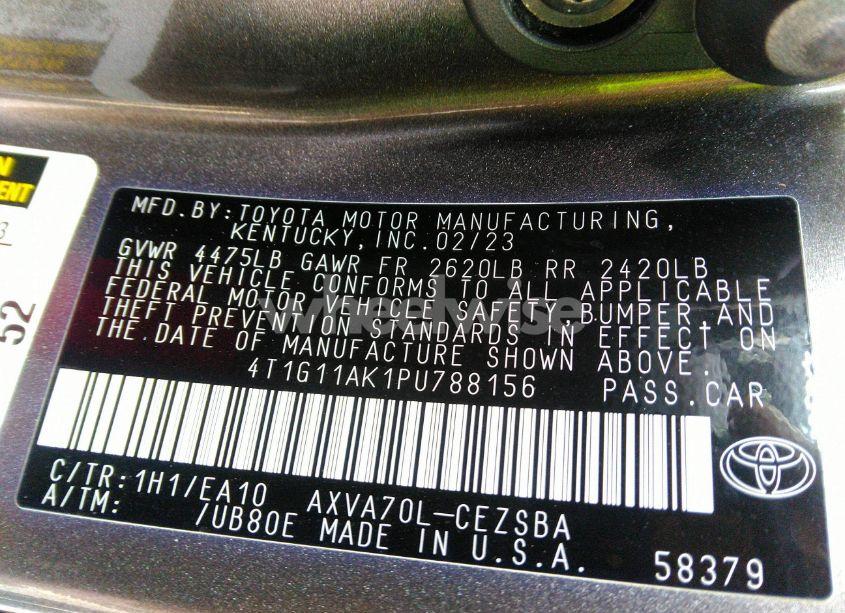 MFD.BY:TOYOTA MOTOR MANUFACTURING,
KENTUCKY,INC.02/23
GVWR 4475LB GAWR FR 2620LB RR 2420LB
THIS VEHICLE CONFORMS TO ALL APPLICABLE
FEDERAL MOTOR VEHICLE SAFETY,BUMPER AND
THEFT PREVENTION STANDARDS IN EFFECT ON
THE DATE OF MANUFACTURE SHOWN ABOVE.
4T1G11AK1PU788156 PASS.CAR
C/TR:1H1/EA10 AXVA70L-CEZSBA
A/TM: /UB80E MADE IN U.S.A.
58379
wheelwise
52